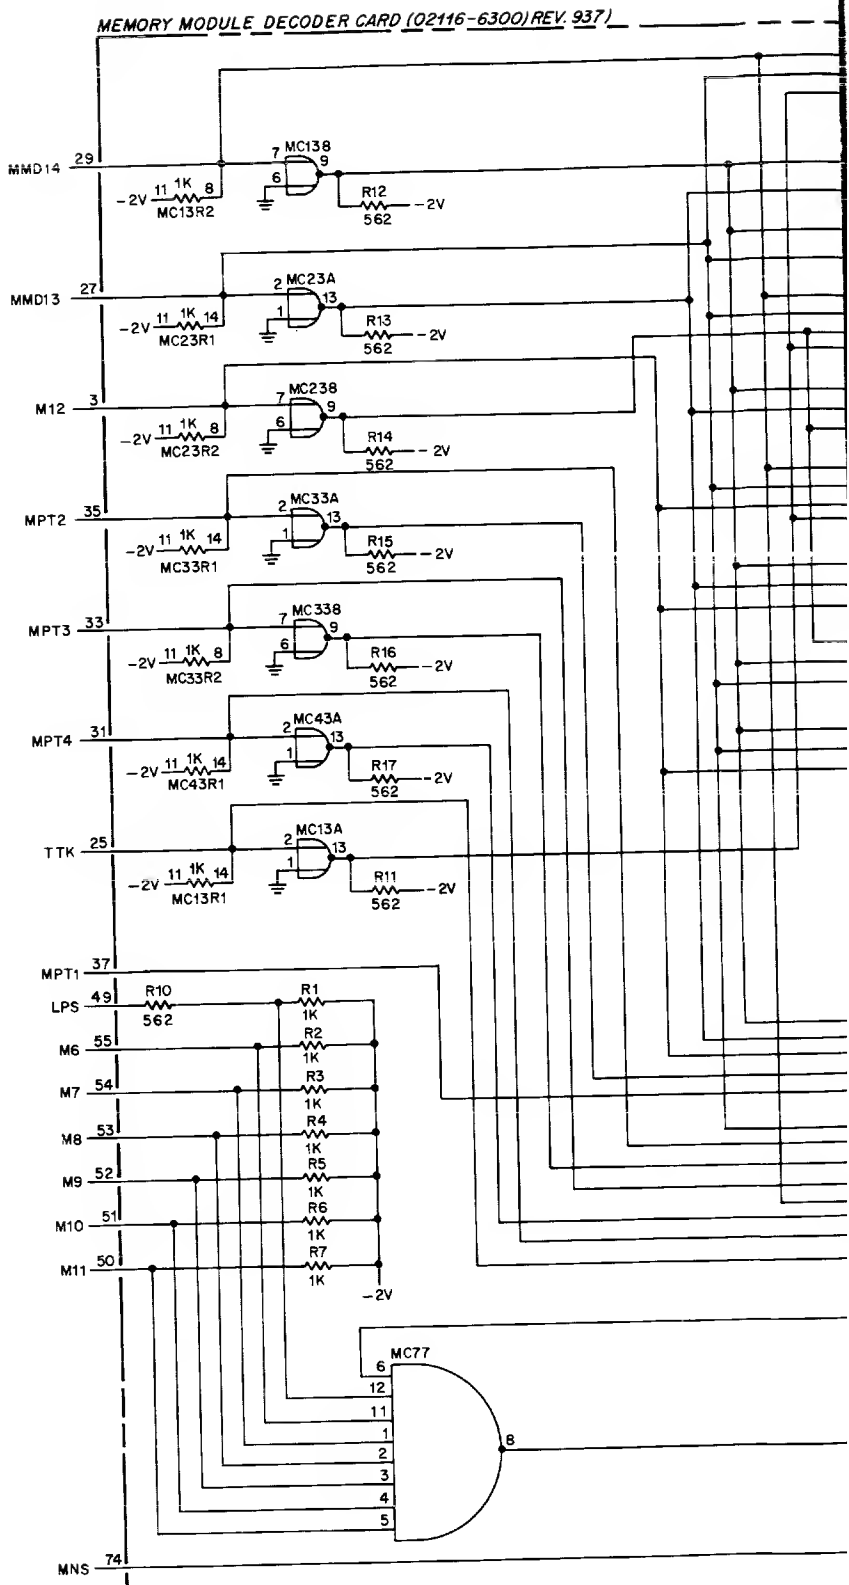 MEMORY MODULE DECODER CARD (02116-6300) REV. 937)
MC138
MMD14 29 7 9
6
-2V 11 1K 8
MC13R2
R12
562
-2V
MC23A
MMD13 27 2 13
1
-2V 11 1K 14
MC23R1
R13
562
-2V
MC238
M12 3 7 9
6
-2V 11 1K 8
MC23R2
R14
562
-2V
MC33A
MPT2 35 2 13
1
-2V 11 1K 14
MC33R1
R15
562
-2V
MC338
MPT3 33 7 9
6
-2V 11 1K 8
MC33R2
R16
562
-2V
MC43A
MPT4 31 2 13
1
-2V 11 1K 14
MC43R1
R17
562
-2V
MC13A
TTK 25 2 13
1
-2V 11 1K 14
MC13R1
R11
562
-2V
MPT1 37
LPS 49 R10 R1
562 1K
M6 55 R2
1K
M7 54 R3
1K
M8 53 R4
1K
M9 52 R5
1K
M10 51 R6
1K
M11 50 R7
1K
-2V
MC77
6
12
11
1 8
2
3
4
5
MNS 74